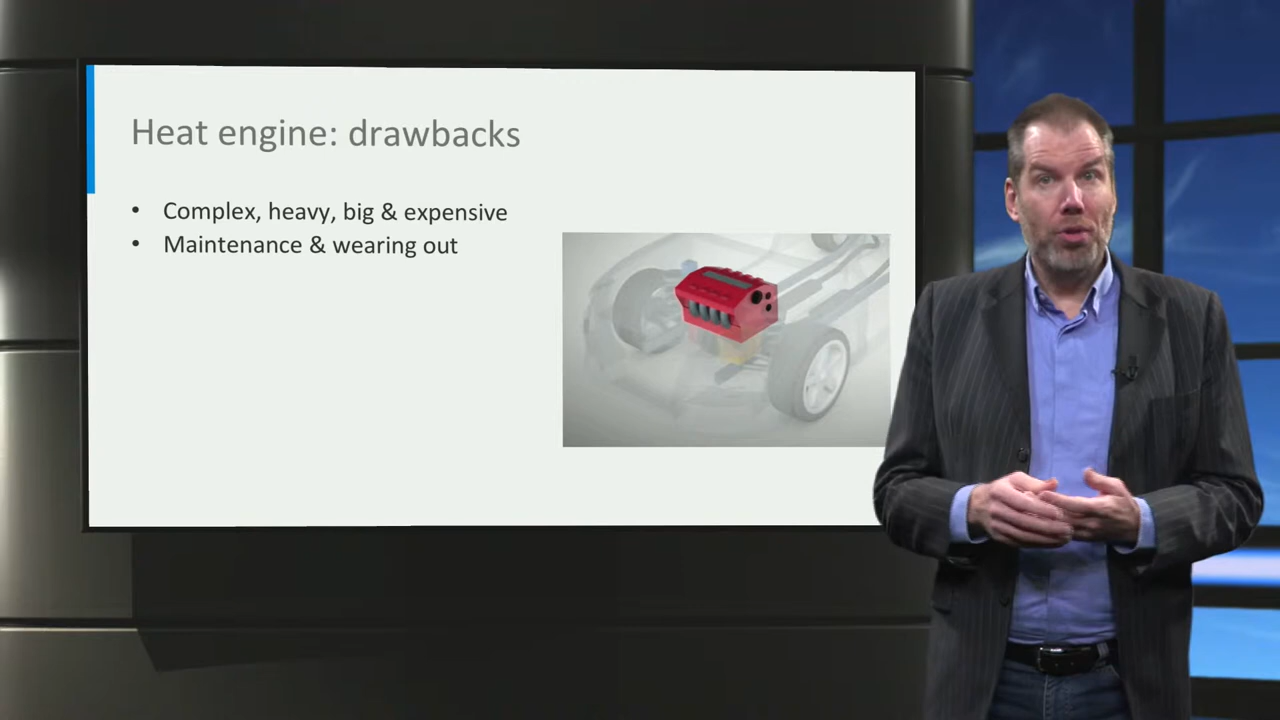 Heat engine: drawbacks
• Complex, heavy, big & expensive
• Maintenance & wearing out